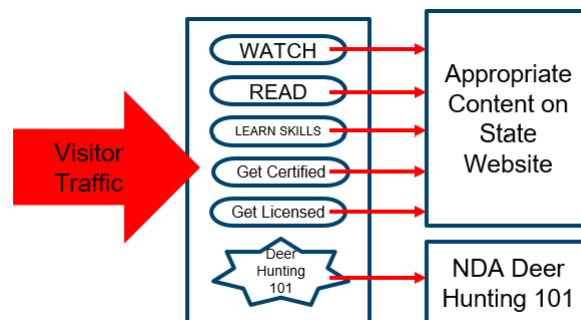 Visitor
Traffic
WATCH
READ
LEARN SKILLS
Get Certified
Get Licensed
Deer
Hunting
101
Appropriate
Content on
State
Website
NDA Deer
Hunting 101